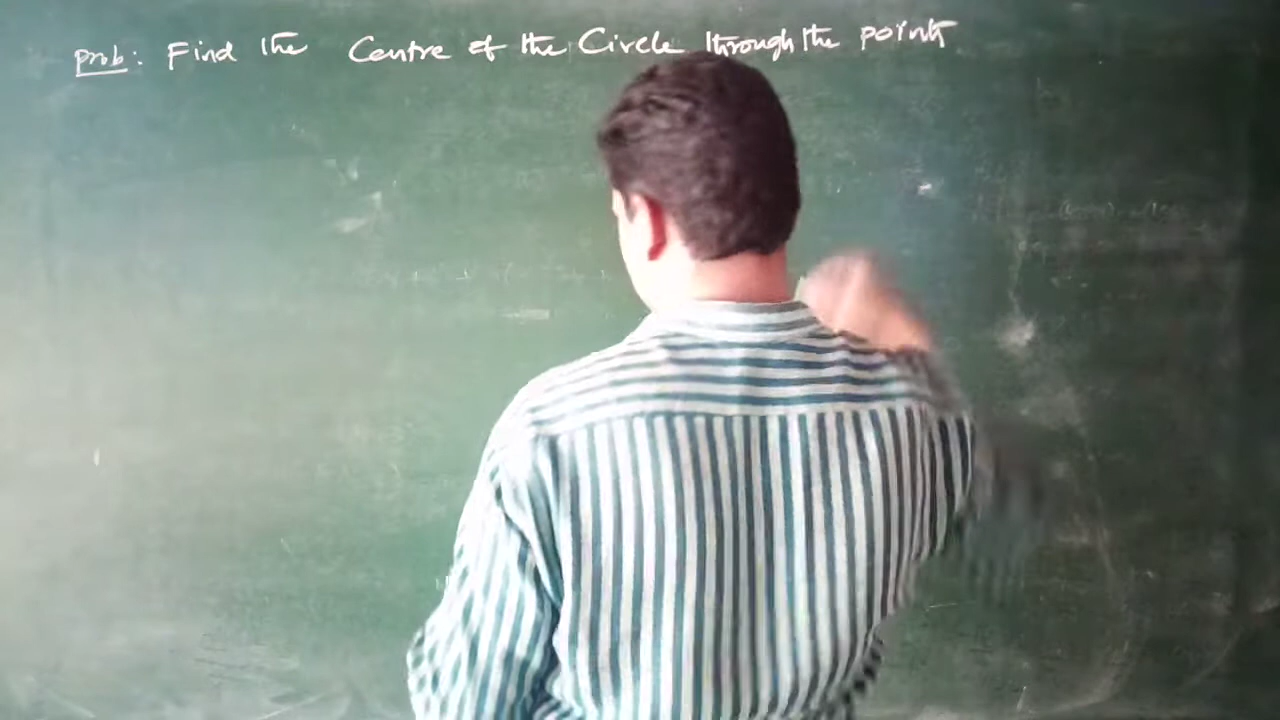 Prob: Find the Centre of the Circle through the points